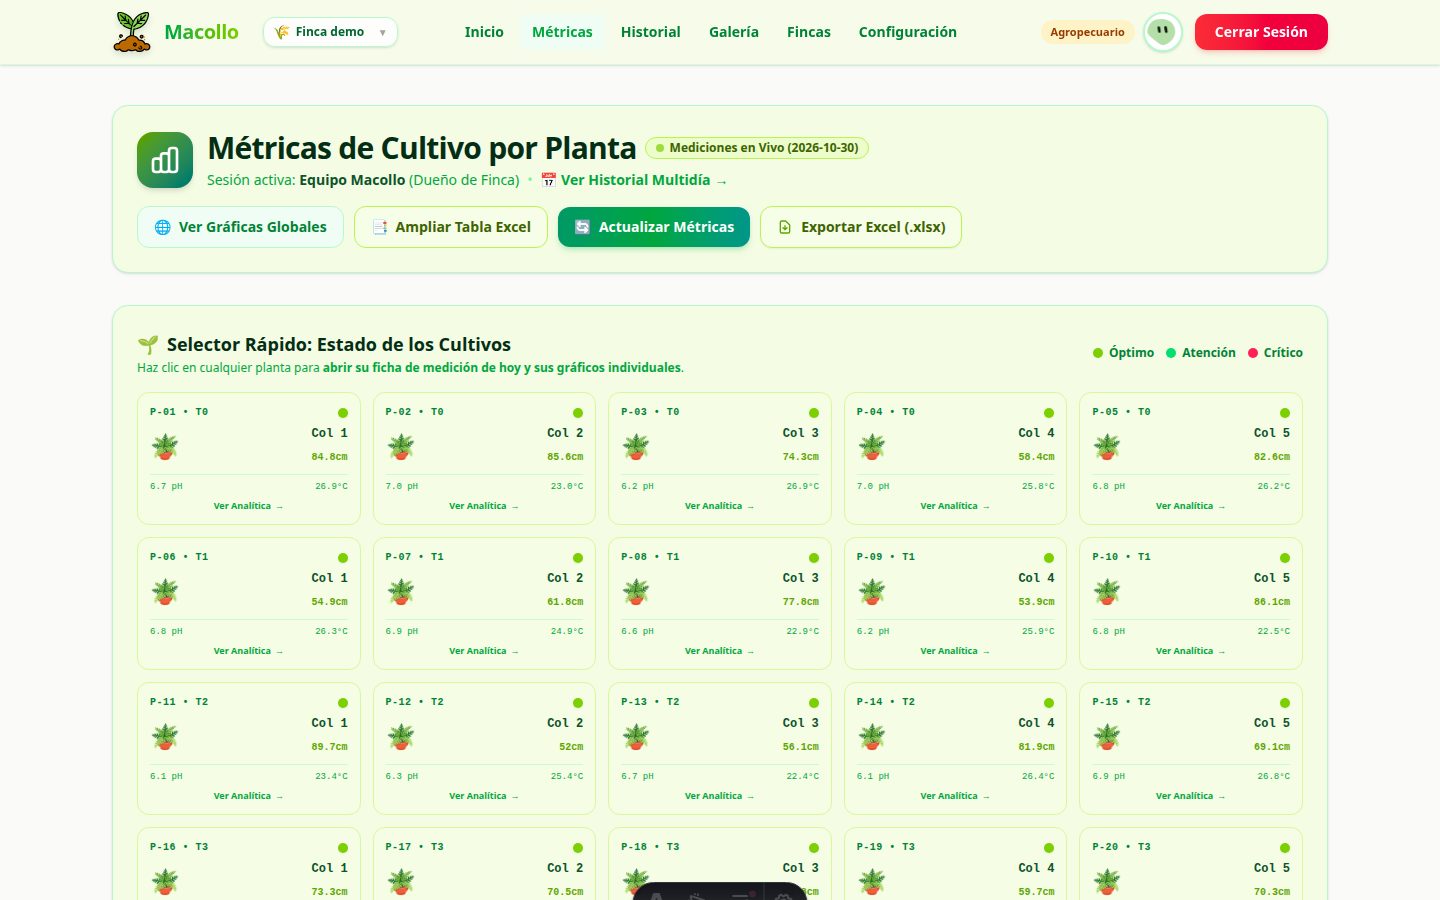 Macollo
Finca demo
Inicio
Métricas
Historial
Galería
Fincas
Configuración
Agropecuario
Cerrar Sesión
Métricas de Cultivo por Planta
Mediciones en Vivo (2026-10-30)
Sesión activa: Equipo Macollo (Dueño de Finca) • Ver Historial Multidía →
Ver Gráficas Globales
Ampliar Tabla Excel
Actualizar Métricas
Exportar Excel (.xlsx)
Selector Rápido: Estado de los Cultivos
Haz clic en cualquier planta para abrir su ficha de medición de hoy y sus gráficos individuales.
Óptimo
Atención
Crítico
P-01 • T0
Col 1
84.8cm
6.7 pH 26.9°C
Ver Analítica →
P-02 • T0
Col 2
85.6cm
7.0 pH 23.0°C
Ver Analítica →
P-03 • T0
Col 3
74.3cm
6.2 pH 26.9°C
Ver Analítica →
P-04 • T0
Col 4
58.4cm
7.0 pH 25.8°C
Ver Analítica →
P-05 • T0
Col 5
82.6cm
6.8 pH 26.2°C
Ver Analítica →
P-06 • T1
Col 1
54.9cm
6.8 pH 26.3°C
Ver Analítica →
P-07 • T1
Col 2
61.8cm
6.9 pH 24.9°C
Ver Analítica →
P-08 • T1
Col 3
77.8cm
6.6 pH 22.9°C
Ver Analítica →
P-09 • T1
Col 4
53.9cm
6.2 pH 25.9°C
Ver Analítica →
P-10 • T1
Col 5
86.1cm
6.8 pH 22.5°C
Ver Analítica →
P-11 • T2
Col 1
89.7cm
6.1 pH 23.4°C
Ver Analítica →
P-12 • T2
Col 2
52cm
6.3 pH 25.4°C
Ver Analítica →
P-13 • T2
Col 3
56.1cm
6.7 pH 22.4°C
Ver Analítica →
P-14 • T2
Col 4
81.9cm
6.1 pH 26.4°C
Ver Analítica →
P-15 • T2
Col 5
69.1cm
6.9 pH 26.8°C
Ver Analítica →
P-16 • T3
Col 1
73.3cm
P-17 • T3
Col 2
70.5cm
P-18 • T3
Col 3
P-19 • T3
Col 4
59.7cm
P-20 • T3
Col 5
70.3cm